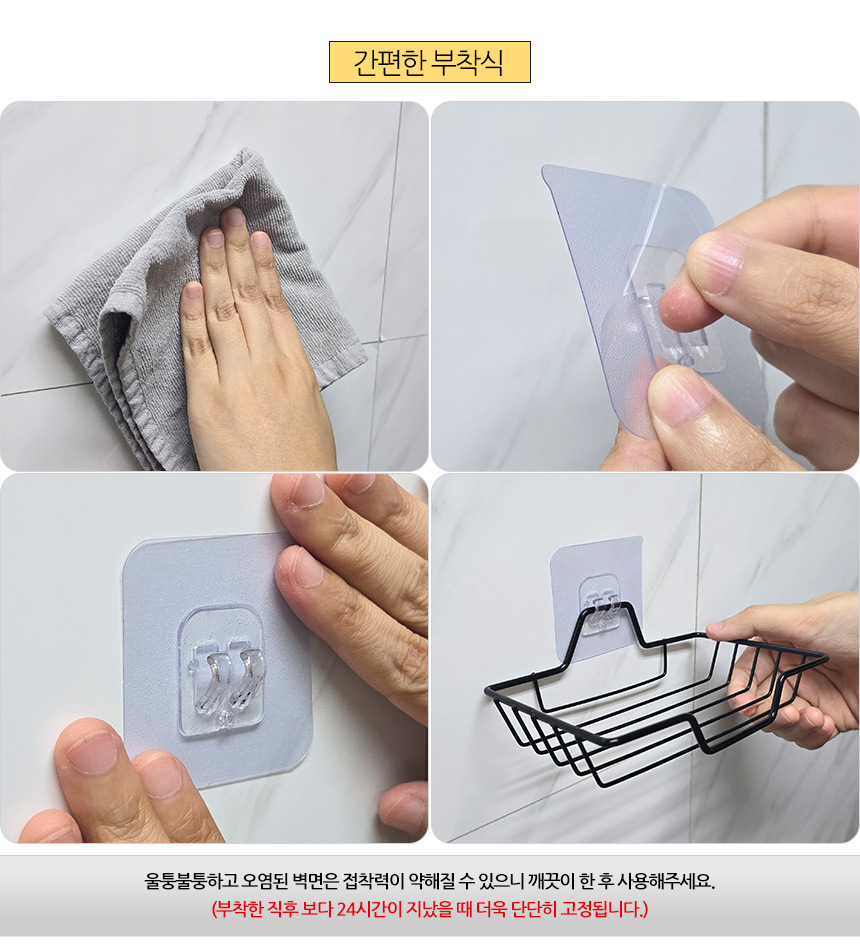 간편한 부착식
울퉁불퉁하고 오염된 벽면은 접착력이 약해질 수 있으니 깨끗이 한 후 사용해주세요.
(부착한 직후 보다 24시간이 지났을 때 더욱 단단히 고정됩니다.)